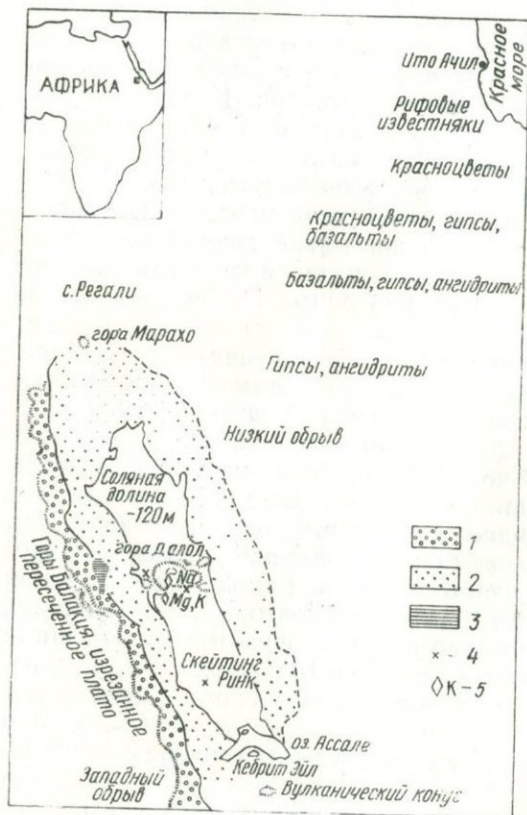 АФРИКА
Красное
море
Ито Ачил
Рифовые
известняки
Красноцветы
Красноцветы, гипсы,
базальты
Базальты, гипсы, ангидриты
с. Регали
гора Марахо
Гипсы, ангидриты
Низкий обрыв
Соляная
долина
-120 м
гора Далол
Na
Mg, K
Горы Балакия, изрезанное
пересеченное плато
Скейтинг
Ринк
оз. Ассале
Кебрит Эйл
Вулканический конус
Западный
обрыв
1
2
3
× - 4
◊К-5